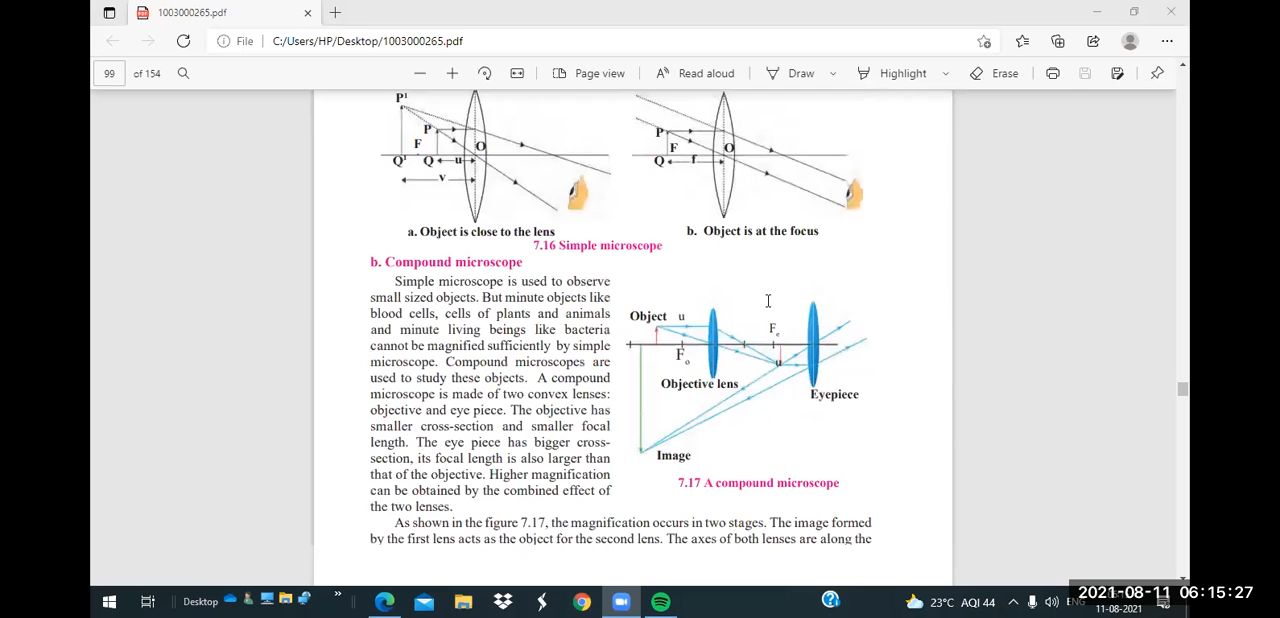 1003000265.pdf
File
C:/Users/HP/Desktop/1003000265.pdf
99 of 154
Page view
Read aloud
Draw
Highlight
Erase
P¹
P
F
O
Q¹ Q u
v
P
F
O
Q f
a. Object is close to the lens
b. Object is at the focus
7.16 Simple microscope
b. Compound microscope
Simple microscope is used to observe
small sized objects. But minute objects like
blood cells, cells of plants and animals
and minute living beings like bacteria
cannot be magnified sufficiently by simple
microscope. Compound microscopes are
used to study these objects. A compound
microscope is made of two convex lenses:
objective and eye piece. The objective has
smaller cross-section and smaller focal
length. The eye piece has bigger cross-
section, its focal length is also larger than
that of the objective. Higher magnification
can be obtained by the combined effect of
the two lenses.
Object u
Fe
Fo
u
Objective lens
Eyepiece
Image
7.17 A compound microscope
As shown in the figure 7.17, the magnification occurs in two stages. The image formed
by the first lens acts as the object for the second lens. The axes of both lenses are along the
Desktop
23°C AQI 44
ENG
2021-08-11 06:15:27
11-08-2021